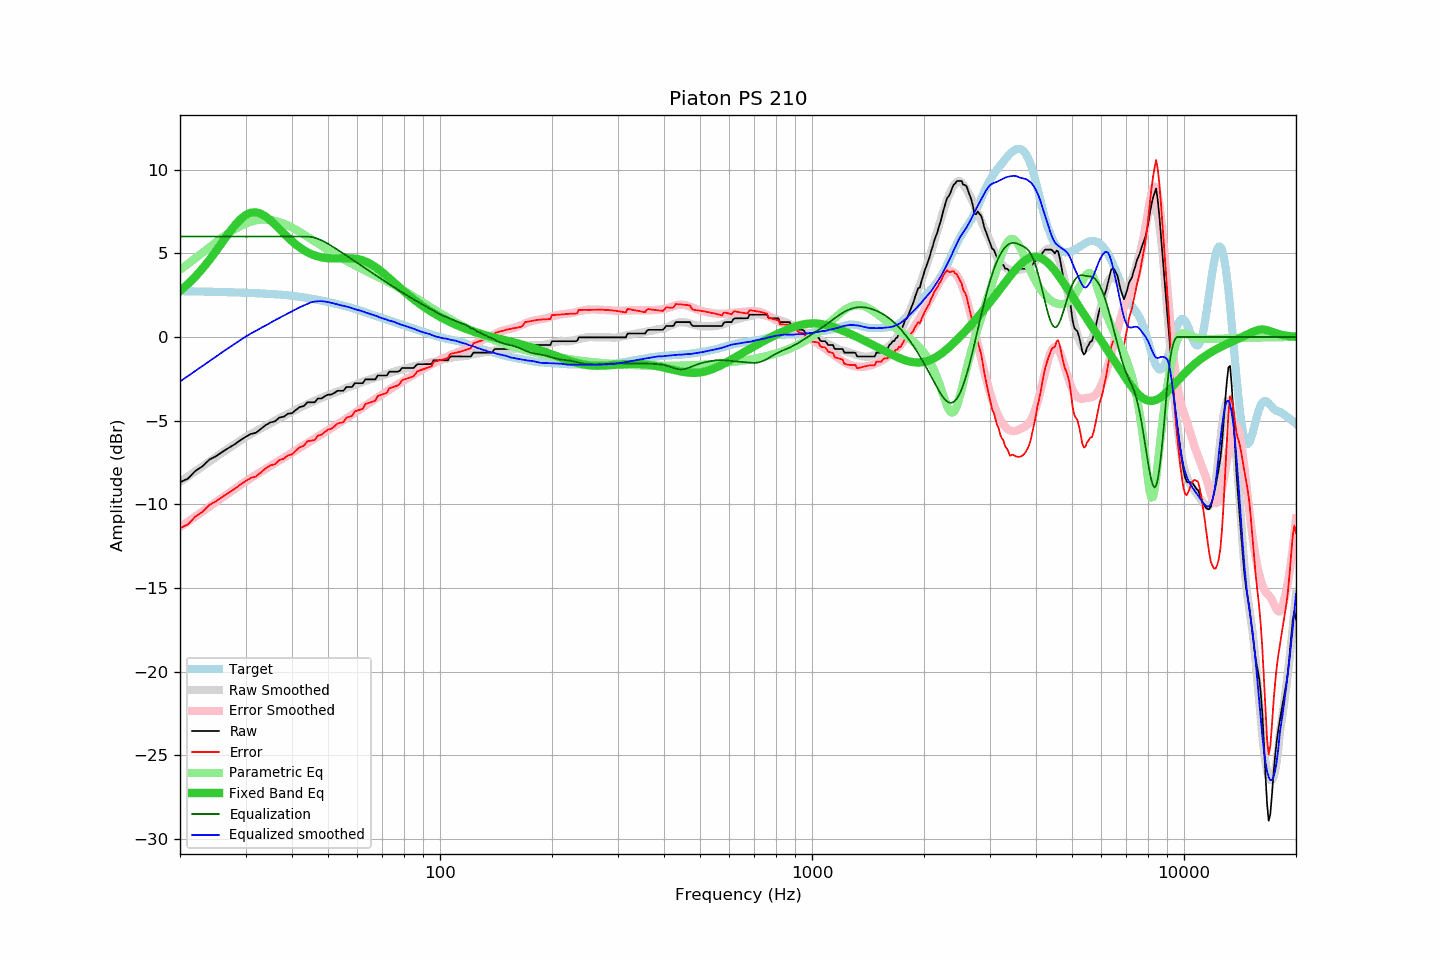 Piaton PS 210
Amplitude (dBr)
10
5
0
−5
−10
−15
−20
−25
−30
Target
Raw Smoothed
Error Smoothed
Raw
Error
Parametric Eq
Fixed Band Eq
Equalization
Equalized smoothed
100
1000
10000
Frequency (Hz)